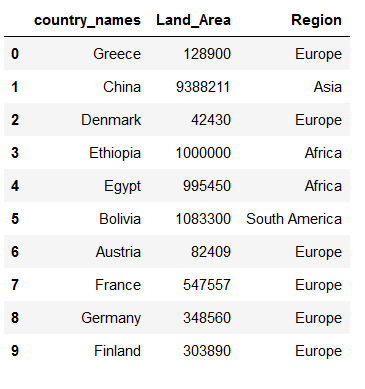 country_names Land_Area Region
0 Greece 128900 Europe
1 China 9388211 Asia
2 Denmark 42430 Europe
3 Ethiopia 1000000 Africa
4 Egypt 995450 Africa
5 Bolivia 1083300 South America
6 Austria 82409 Europe
7 France 547557 Europe
8 Germany 348560 Europe
9 Finland 303890 Europe